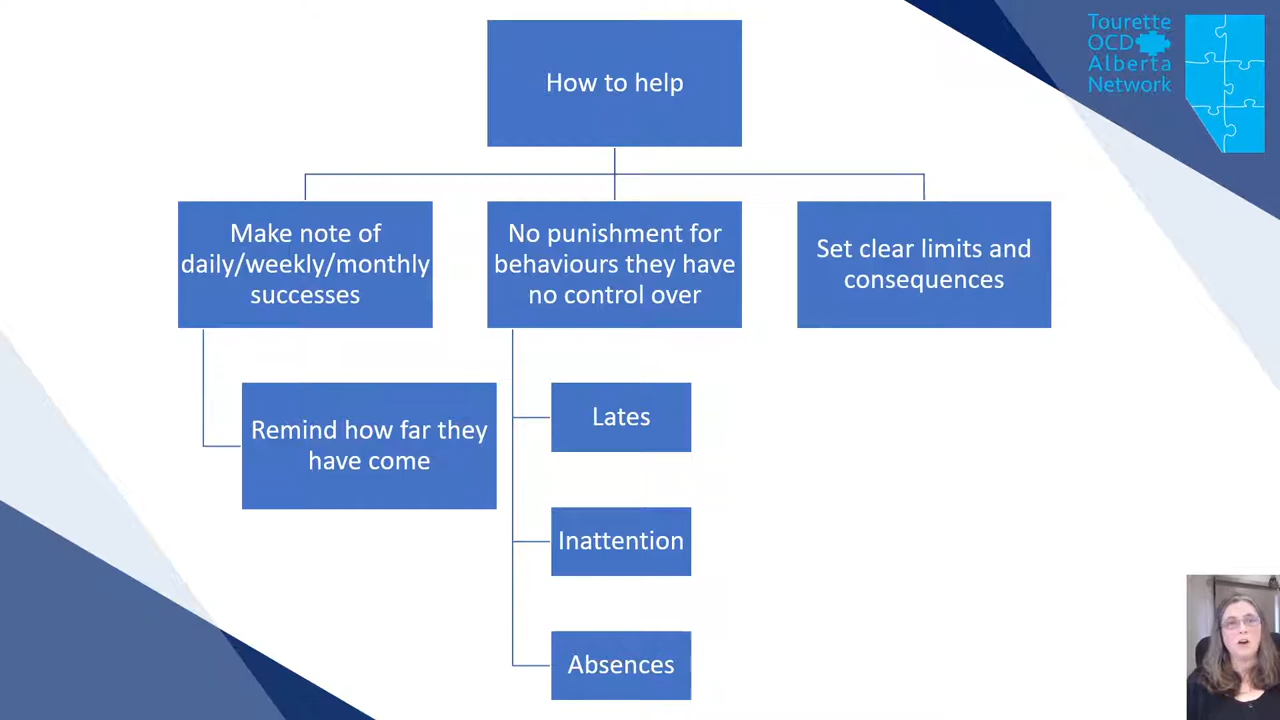 Tourette
OCD
Alberta
Network
How to help
Make note of
daily/weekly/monthly
successes
No punishment for
behaviours they have
no control over
Set clear limits and
consequences
Remind how far they
have come
Lates
Inattention
Absences